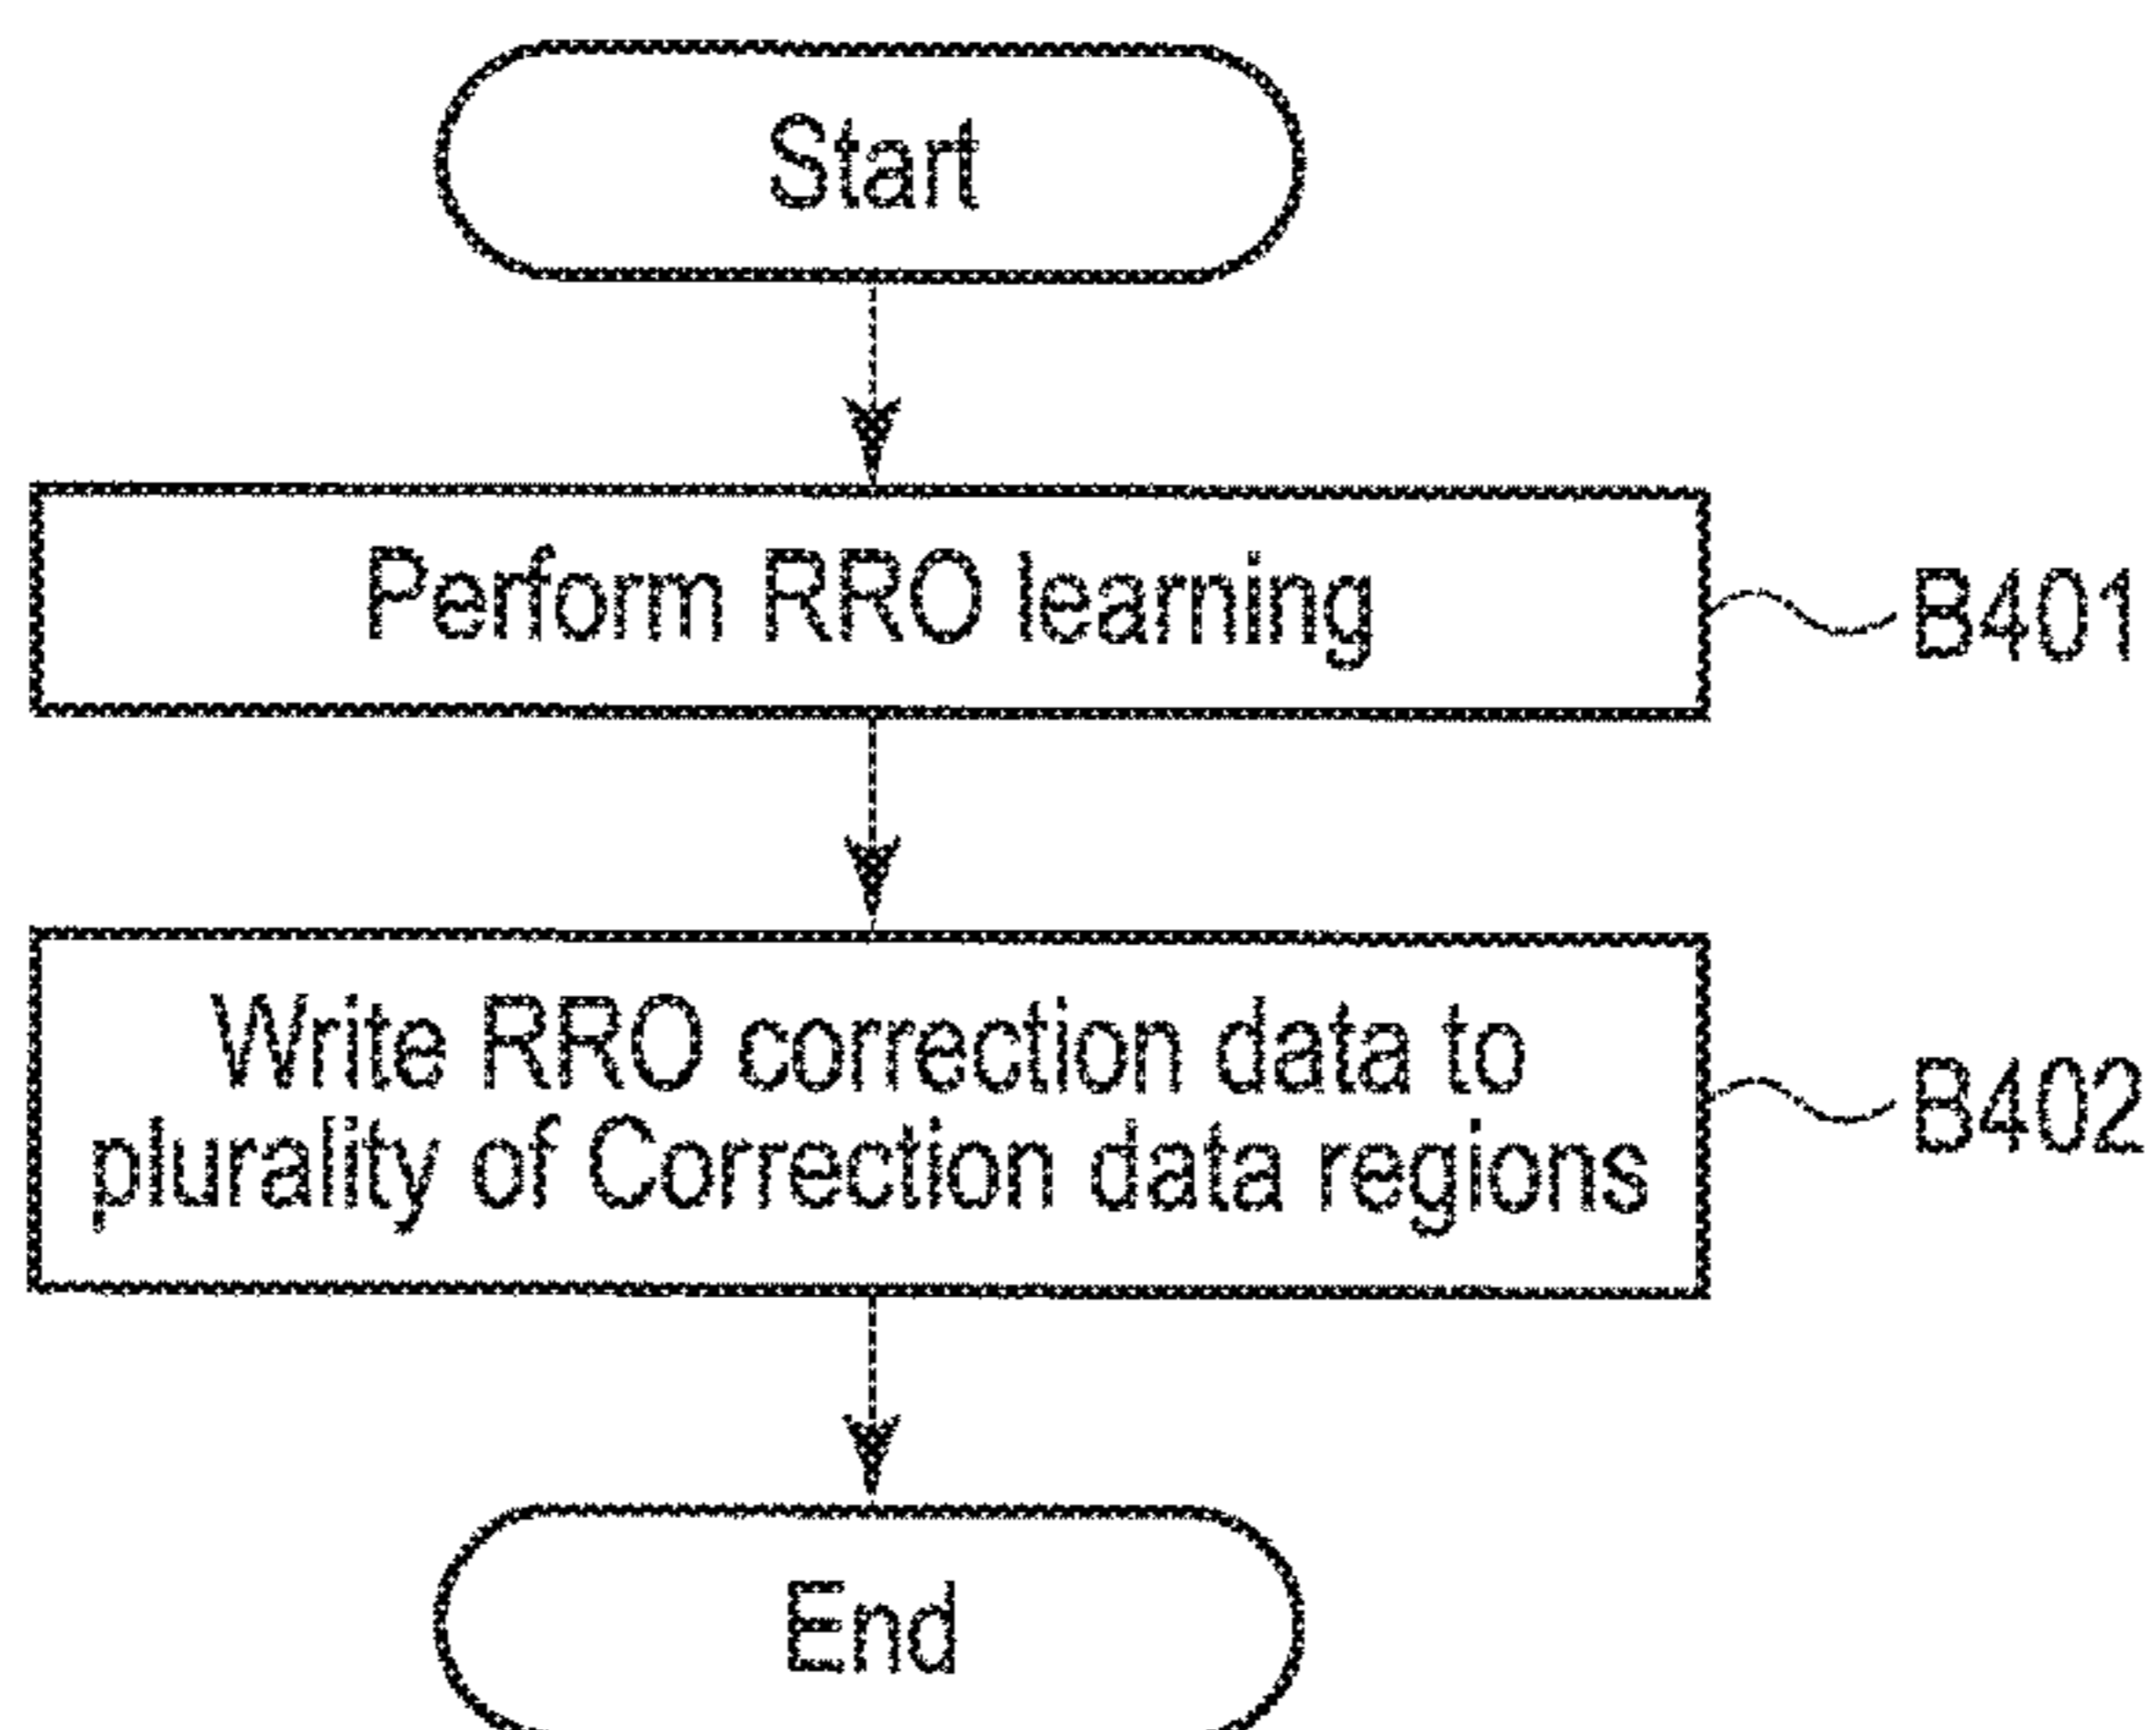 Start
Perform RRO learning
B401
Write RRO correction data to
plurality of Correction data regions
B402
End